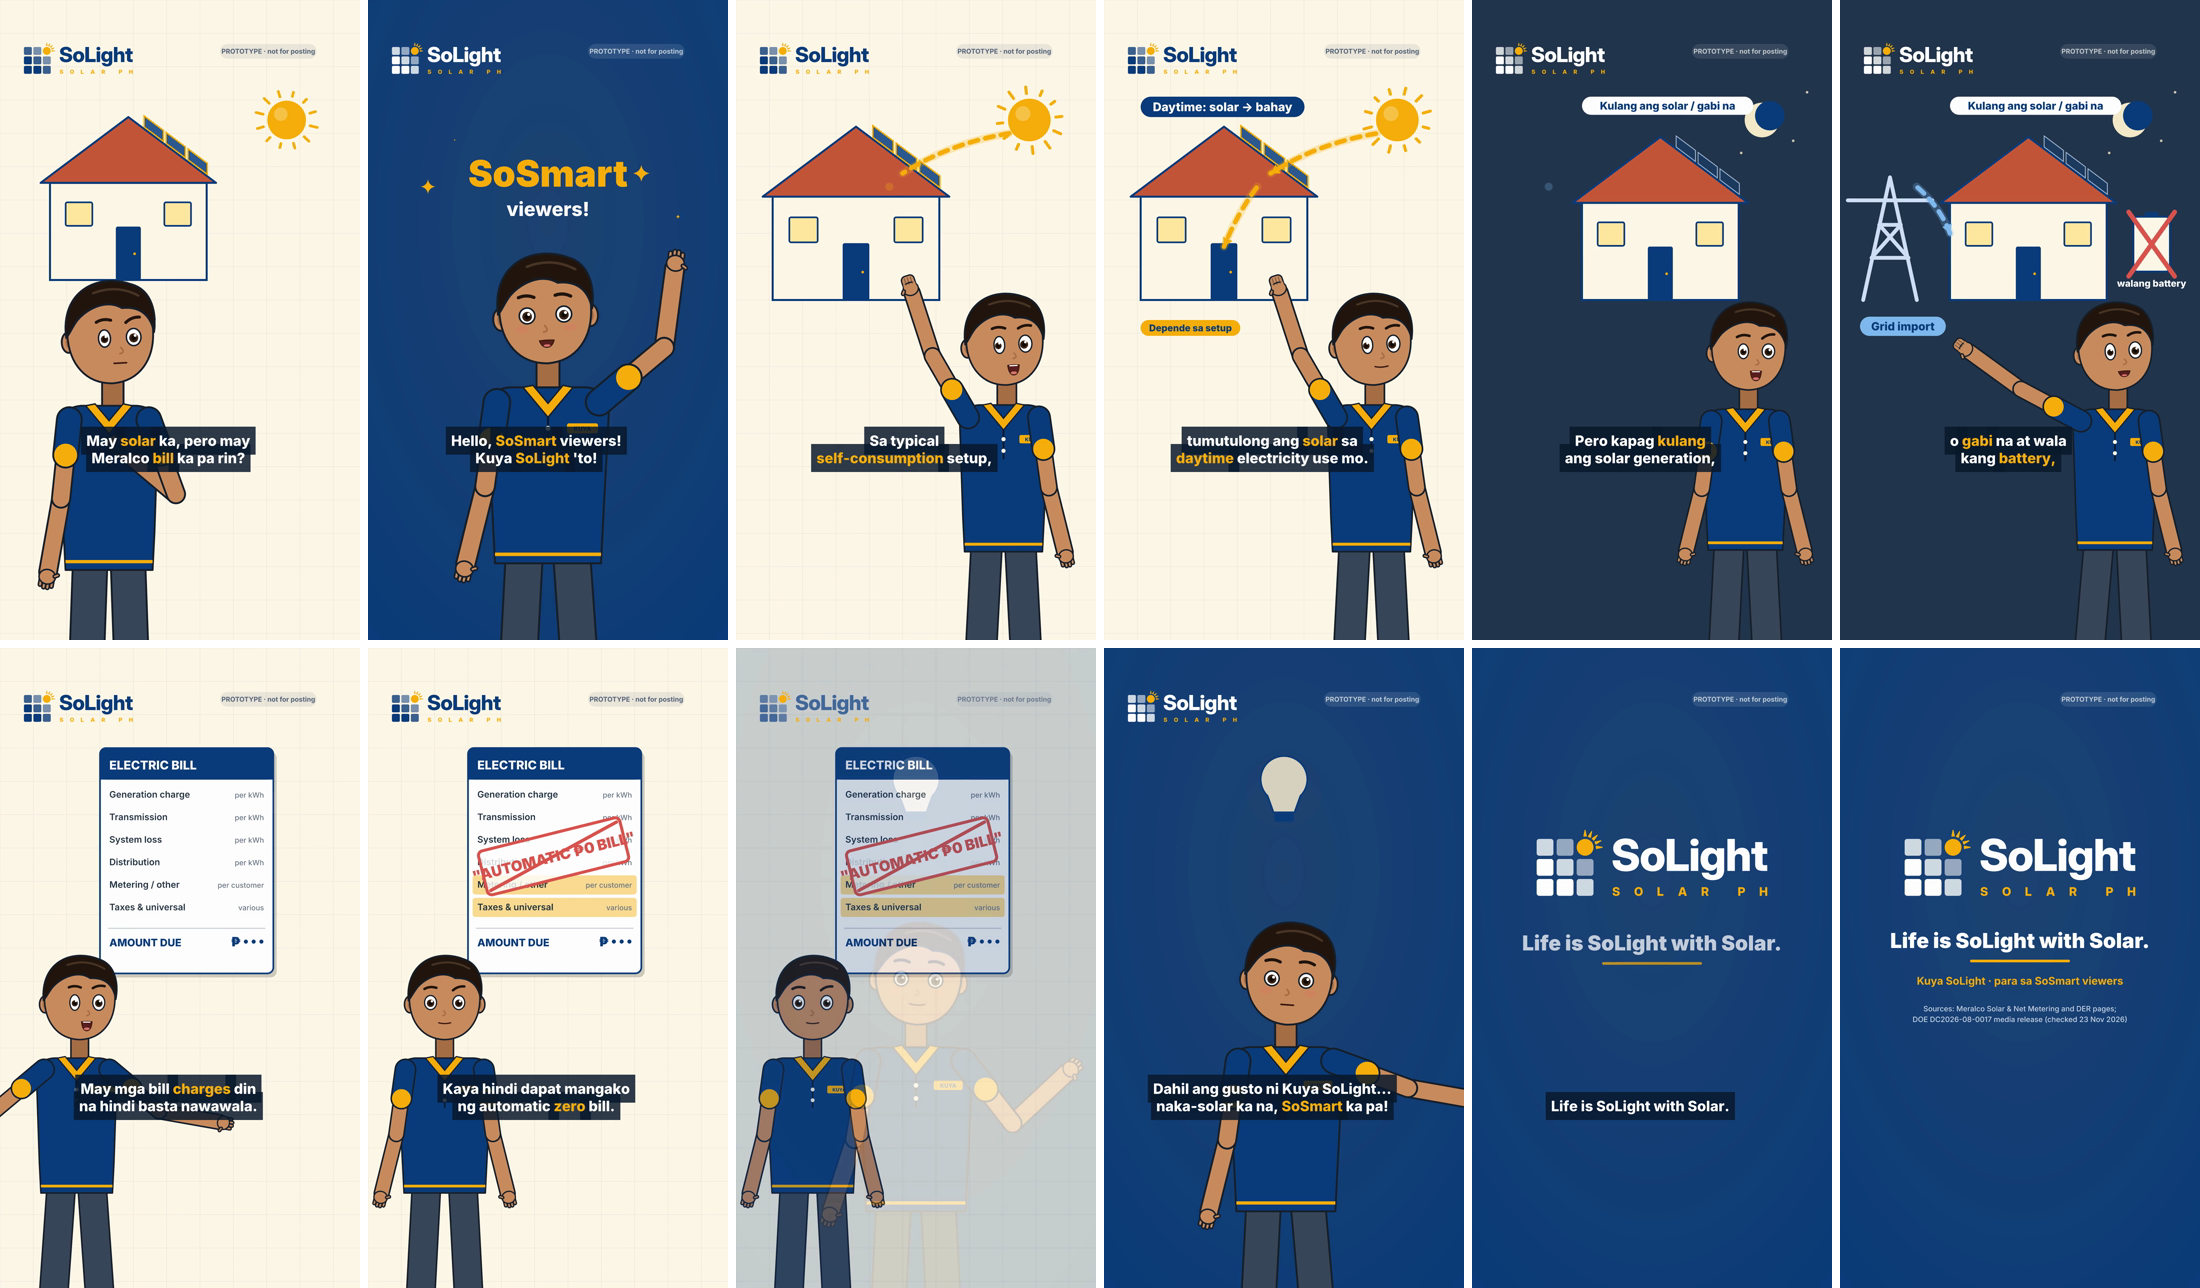 SoLight
SOLAR PH
PROTOTYPE - not for posting
May solar ka, pero may
Meralco bill ka pa rin?
SoLight
SOLAR PH
PROTOTYPE - not for posting
SoSmart
viewers!
Hello, SoSmart viewers!
Kuya SoLight 'to!
SoLight
SOLAR PH
PROTOTYPE - not for posting
Sa typical
self-consumption setup,
SoLight
SOLAR PH
PROTOTYPE - not for posting
Daytime: solar → bahay
Depende sa setup
tumutulong ang solar sa
daytime electricity use mo.
SoLight
SOLAR PH
PROTOTYPE - not for posting
Kulang ang solar / gabi na
Pero kapag kulang
ang solar generation,
SoLight
SOLAR PH
PROTOTYPE - not for posting
Kulang ang solar / gabi na
walang battery
Grid import
o gabi na at wala
kang battery,
SoLight
SOLAR PH
PROTOTYPE - not for posting
ELECTRIC BILL
Generation charge per kWh
Transmission per kWh
System loss per kWh
Distribution per kWh
Metering / other per customer
Taxes & universal various
AMOUNT DUE ₱•••
May mga bill charges din
na hindi basta nawawala.
SoLight
SOLAR PH
PROTOTYPE - not for posting
ELECTRIC BILL
Generation charge per kWh
Transmission per kWh
System loss
"AUTOMATIC ₱0 BILL"
per customer
Taxes & universal various
AMOUNT DUE ₱•••
Kaya hindi dapat mangako
ng automatic zero bill.
SoLight
SOLAR PH
PROTOTYPE - not for posting
ELECTRIC BILL
Generation charge per kWh
Transmission per kWh
System loss
"AUTOMATIC ₱0 BILL"
per customer
Taxes & universal various
AMOUNT DUE ₱•••
KUYA
SoLight
SOLAR PH
PROTOTYPE - not for posting
Dahil ang gusto ni Kuya SoLight...
naka-solar ka na, SoSmart ka pa!
PROTOTYPE - not for posting
SoLight
SOLAR PH
Life is SoLight with Solar.
Life is SoLight with Solar.
PROTOTYPE - not for posting
SoLight
SOLAR PH
Life is SoLight with Solar.
Kuya SoLight · para sa SoSmart viewers
Sources: Meralco Solar & Net Metering and DER pages;
DOE DC2026-08-0017 media release (checked 23 Nov 2026)